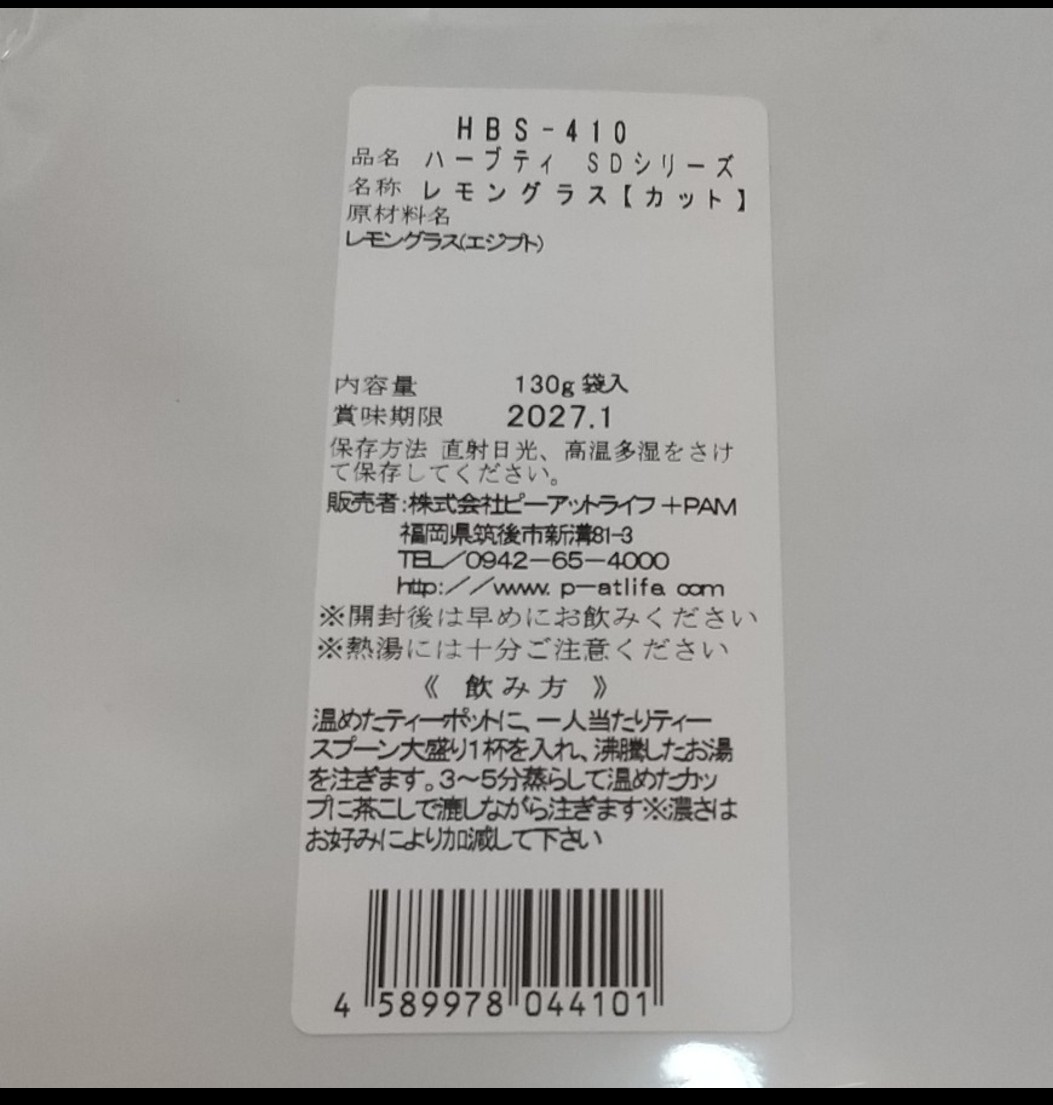 HBS-410
品名 ハーブティ SDシリーズ
名称 レモングラス【カット】
原材料名
レモングラス(エジプト)
内容量 130g 袋入
賞味期限 2027.1
保存方法 直射日光、高温多湿をさけ
て保存してください。
販売者:株式会社ピーアットライフ +PAM
福岡県筑後市新溝81-3
TEL/0942-65-4000
http://www. p-atlife. com
※開封後は早めにお飲みください
※熱湯には十分ご注意ください
《 飲み方 》
温めたティーポットに、一人当たりティー
スプーン大盛り1杯を入れ、沸騰したお湯
を注ぎます。3～5分蒸らして温めたカッ
プに茶こしで漉しながら注ぎます※濃さは
お好みにより加減して下さい
4 589978 044101